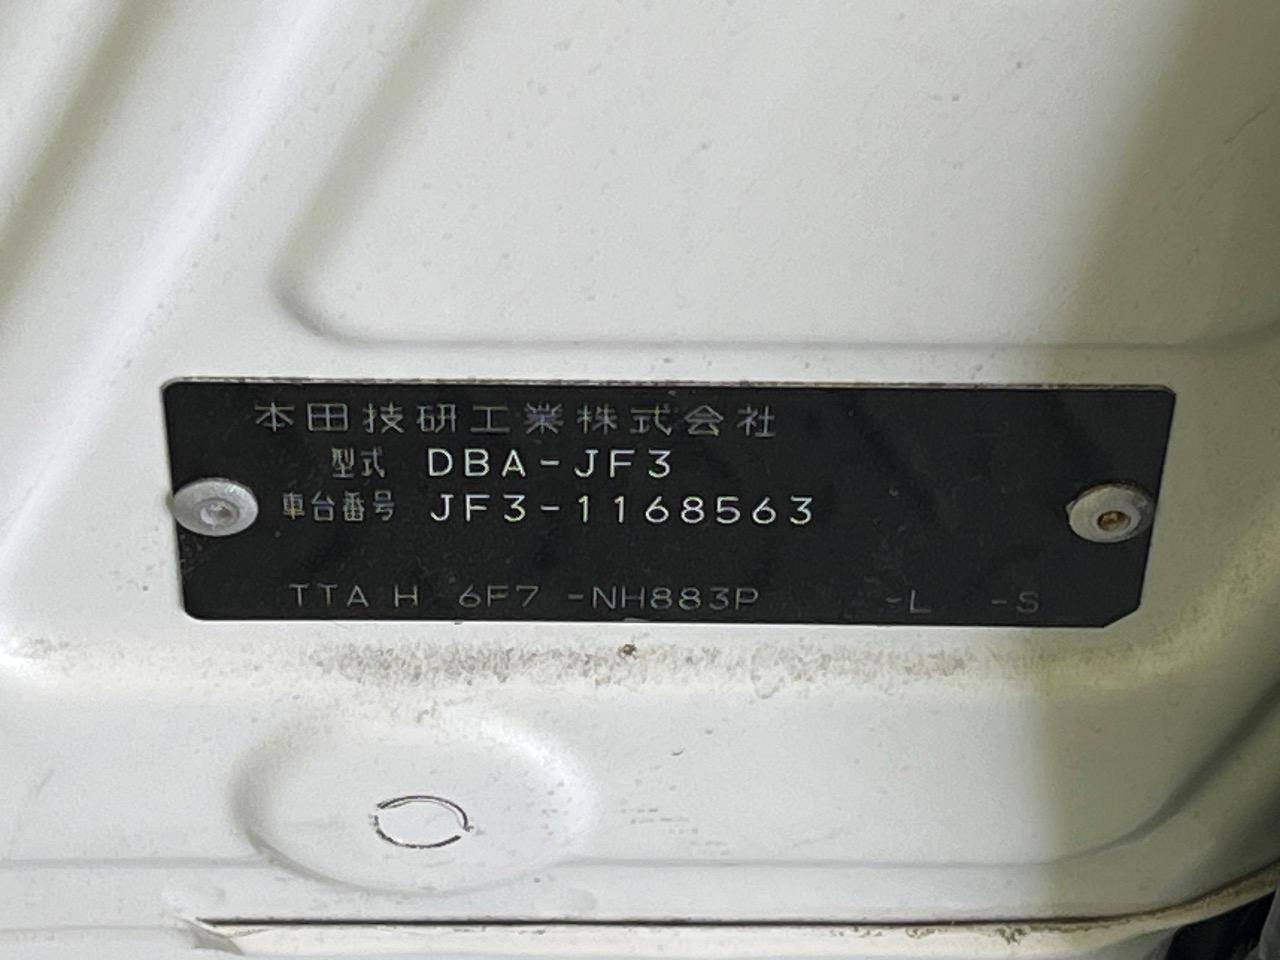 本田技研工業株式会社
型式 DBA-JF3
車台番号 JF3-1168563
TTA H 6F7 -NH883P -L -S